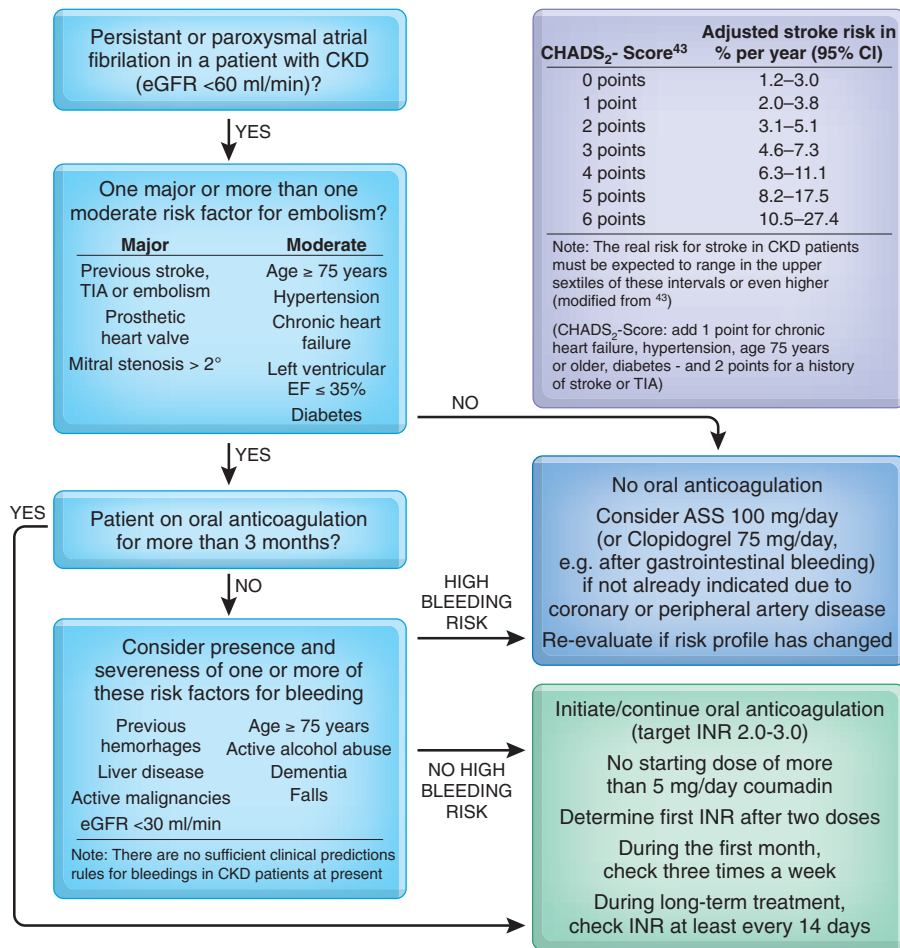 Persistant or paroxysmal atrial
fibrilation in a patient with CKD
(eGFR <60 ml/min)?
YES
One major or more than one
moderate risk factor for embolism?
Major
Previous stroke,
TIA or embolism
Prosthetic
heart valve
Mitral stenosis > 2°
Moderate
Age ≥ 75 years
Hypertension
Chronic heart
failure
Left ventricular
EF ≤ 35%
Diabetes
NO
YES
YES
Patient on oral anticoagulation
for more than 3 months?
NO
Consider presence and
severeness of one or more of
these risk factors for bleeding
Previous
hemorrhages
Liver disease
Active malignancies
eGFR <30 ml/min
Age ≥ 75 years
Active alcohol abuse
Dementia
Falls
Note: There are no sufficient clinical predictions
rules for bleedings in CKD patients at present
HIGH
BLEEDING
RISK
NO HIGH
BLEEDING
RISK
CHADS₂- Score⁴³ Adjusted stroke risk in
% per year (95% CI)
0 points 1.2–3.0
1 point 2.0–3.8
2 points 3.1–5.1
3 points 4.6–7.3
4 points 6.3–11.1
5 points 8.2–17.5
6 points 10.5–27.4
Note: The real risk for stroke in CKD patients
must be expected to range in the upper
sextiles of these intervals or even higher
(modified from ⁴³)
(CHADS₂-Score: add 1 point for chronic
heart failure, hypertension, age 75 years
or older, diabetes - and 2 points for a history
of stroke or TIA)
No oral anticoagulation
Consider ASS 100 mg/day
(or Clopidogrel 75 mg/day,
e.g. after gastrointestinal bleeding)
if not already indicated due to
coronary or peripheral artery disease
Re-evaluate if risk profile has changed
Initiate/continue oral anticoagulation
(target INR 2.0-3.0)
No starting dose of more
than 5 mg/day coumadin
Determine first INR after two doses
During the first month,
check three times a week
During long-term treatment,
check INR at least every 14 days